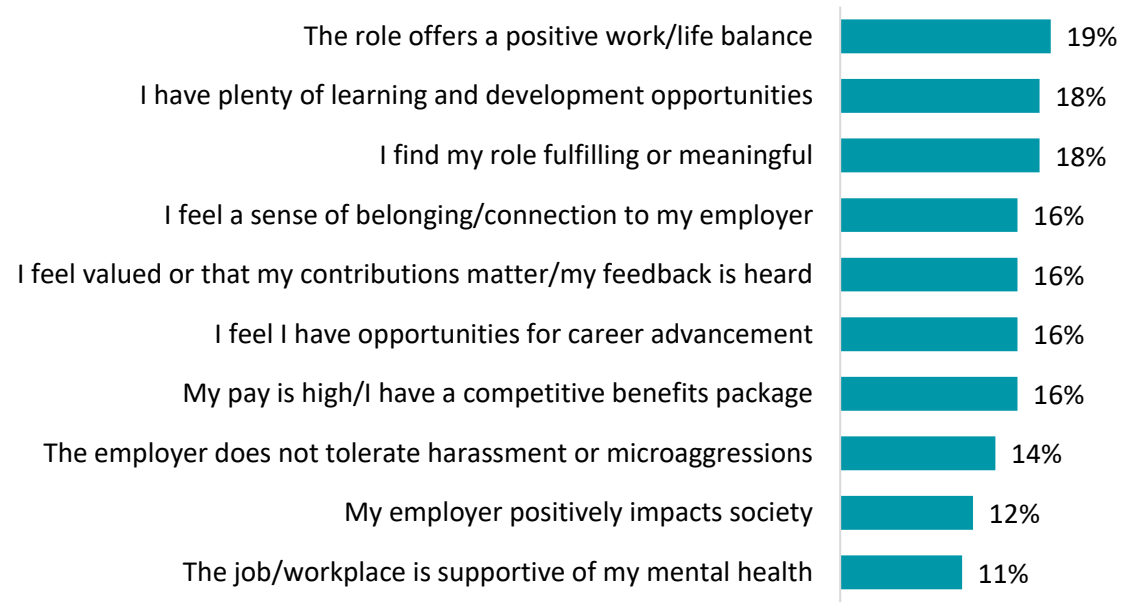 The role offers a positive work/life balance 19%
I have plenty of learning and development opportunities 18%
I find my role fulfilling or meaningful 18%
I feel a sense of belonging/connection to my employer 16%
I feel valued or that my contributions matter/my feedback is heard 16%
I feel I have opportunities for career advancement 16%
My pay is high/I have a competitive benefits package 16%
The employer does not tolerate harassment or microaggressions 14%
My employer positively impacts society 12%
The job/workplace is supportive of my mental health 11%